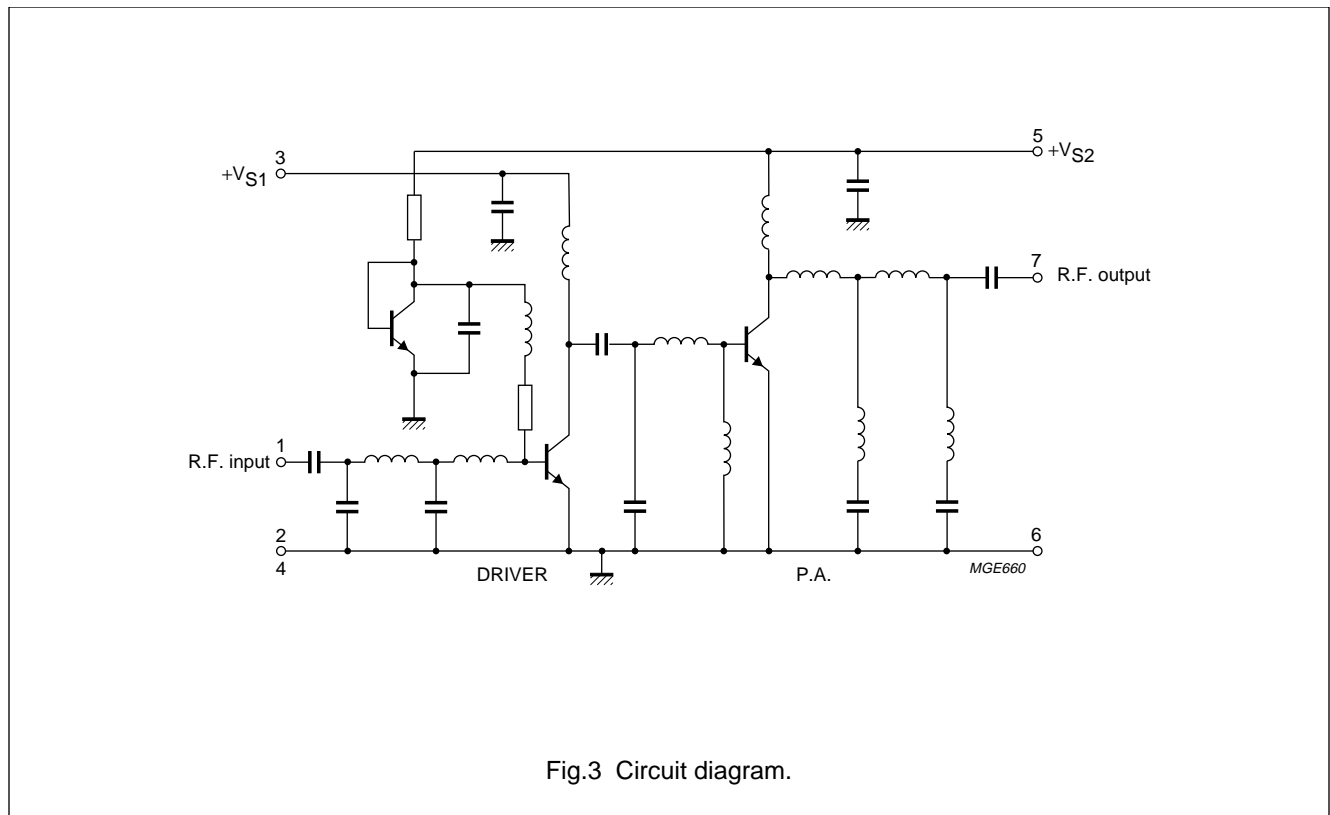 5
+VS2
3
+VS1
7
R.F. output
1
R.F. input
2
4
6
DRIVER
P.A.
MGE660
Fig.3 Circuit diagram.